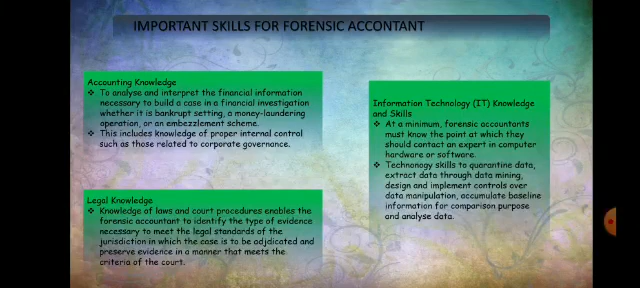 IMPORTANT SKILLS FOR FORENSIC ACCONTANT
Accounting Knowledge
❖ To analyse and interpret the financial information
necessary to build a case in a financial investigation
whether it is bankrupt setting, a money-laundering
operation, or an embezzlement scheme.
❖ This includes knowledge of proper internal control
such as those related to corporate governance.
Legal Knowledge
❖ Knowledge of laws and court procedures enables the
forensic accountant to identify the type of evidence
necessary to meet the legal standards of the
jurisdiction in which the case is to be adjdicated and
preserve evidence in a manner that meets the
criteria of the court.
Information Technology (IT) Knowledge
and Skills
❖ At a minimum, forensic accountants
must know the point at which they
should contact an expert in computer
hardware or software.
❖ Technonogy skills to quarantine data,
extract data through data mining,
design and implement controls over
data manipulation, accumulate baseline
information for comparison purpose
and analyse data.